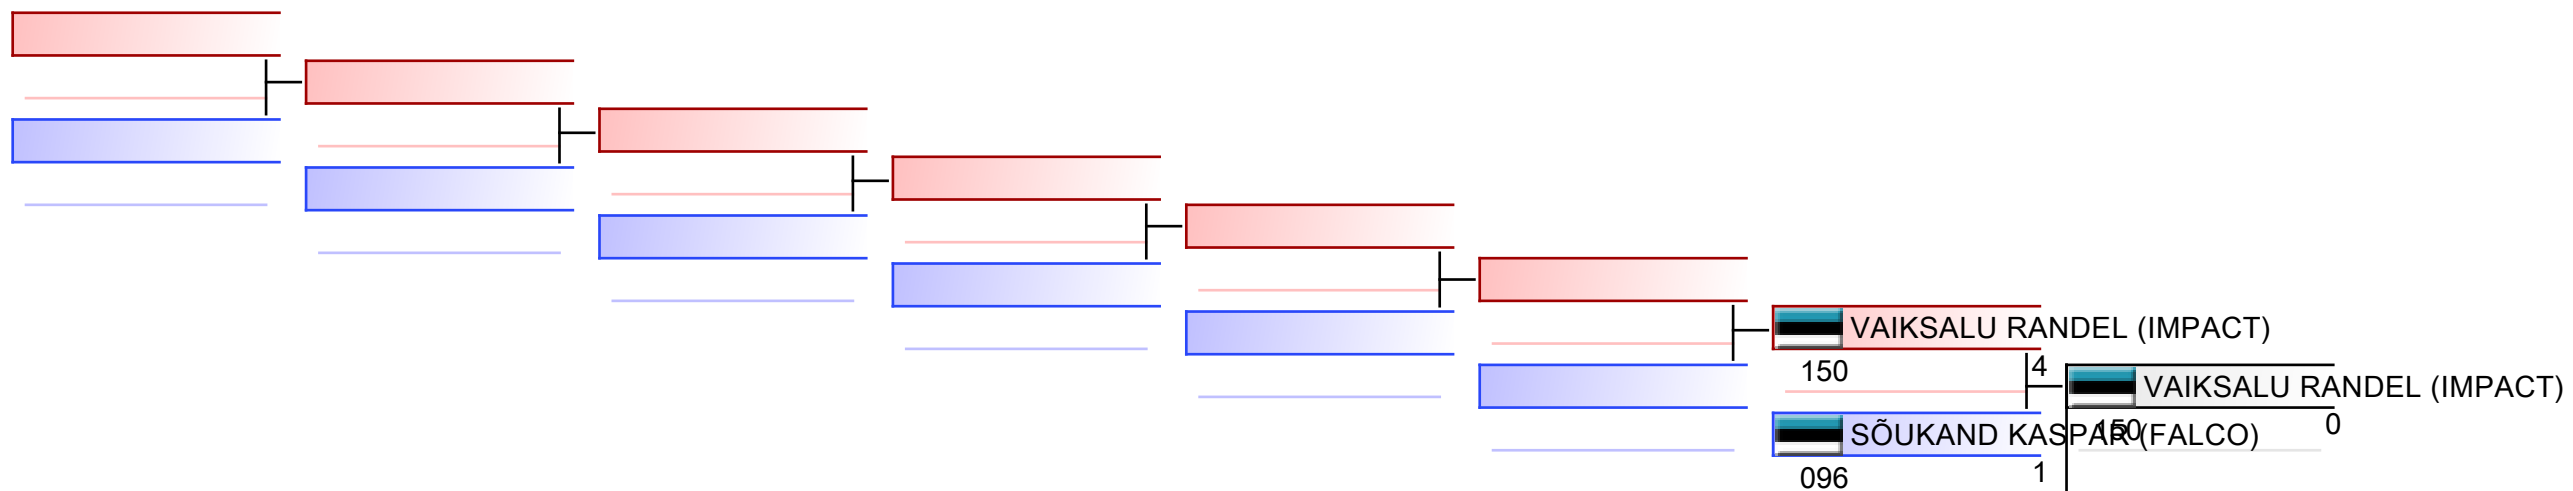 VAIKSALU RANDEL (IMPACT)
150
4
VAIKSALU RANDEL (IMPACT)
150
0
SÕUKAND KASPAR (FALCO)
096
1